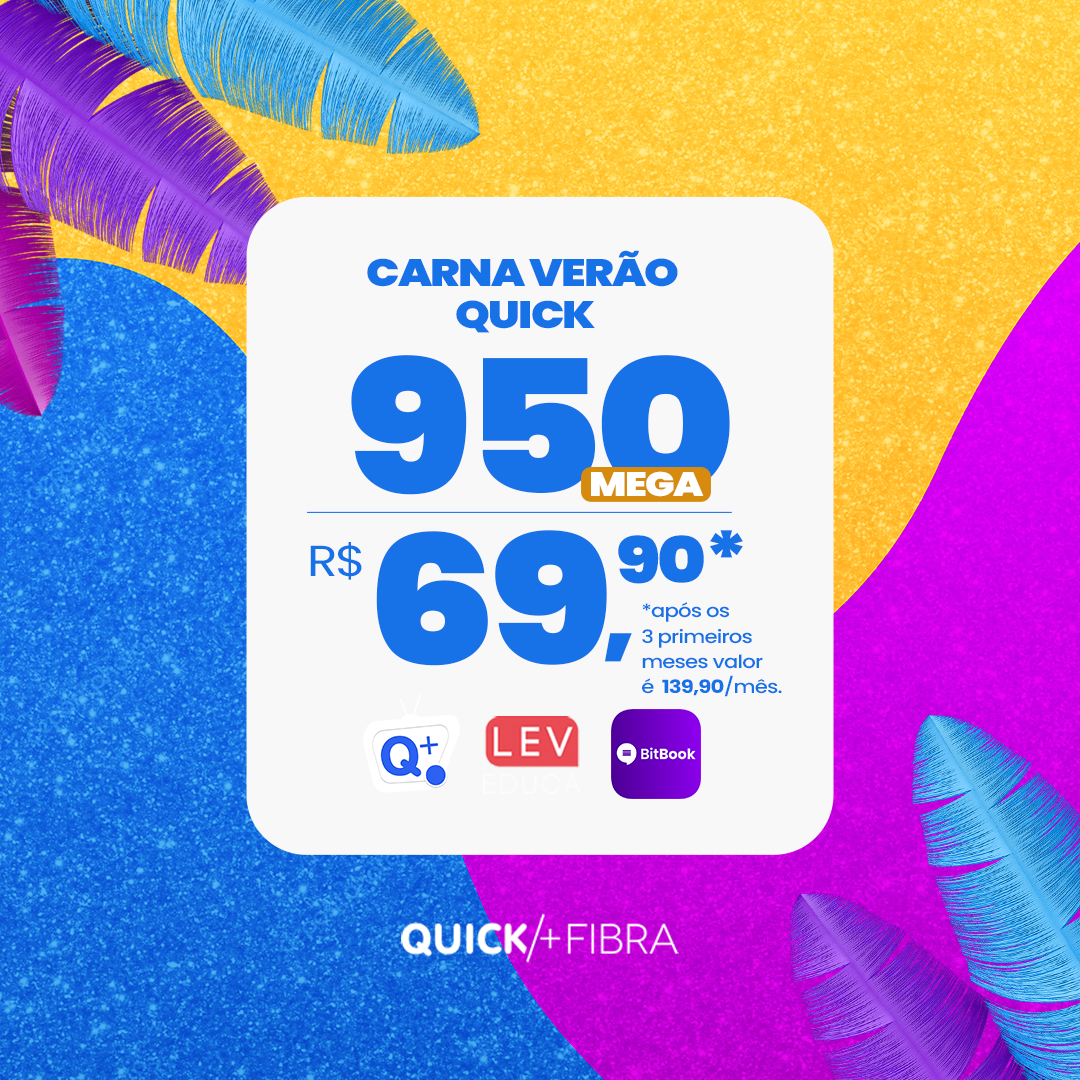 CARNA VERÃO
QUICK
950
MEGA
R$ 69,90*
*após os
3 primeiros
meses valor
é 139,90/mês.
Q+
LEV
EDUCA
BitBook
QUICK/+FIBRA